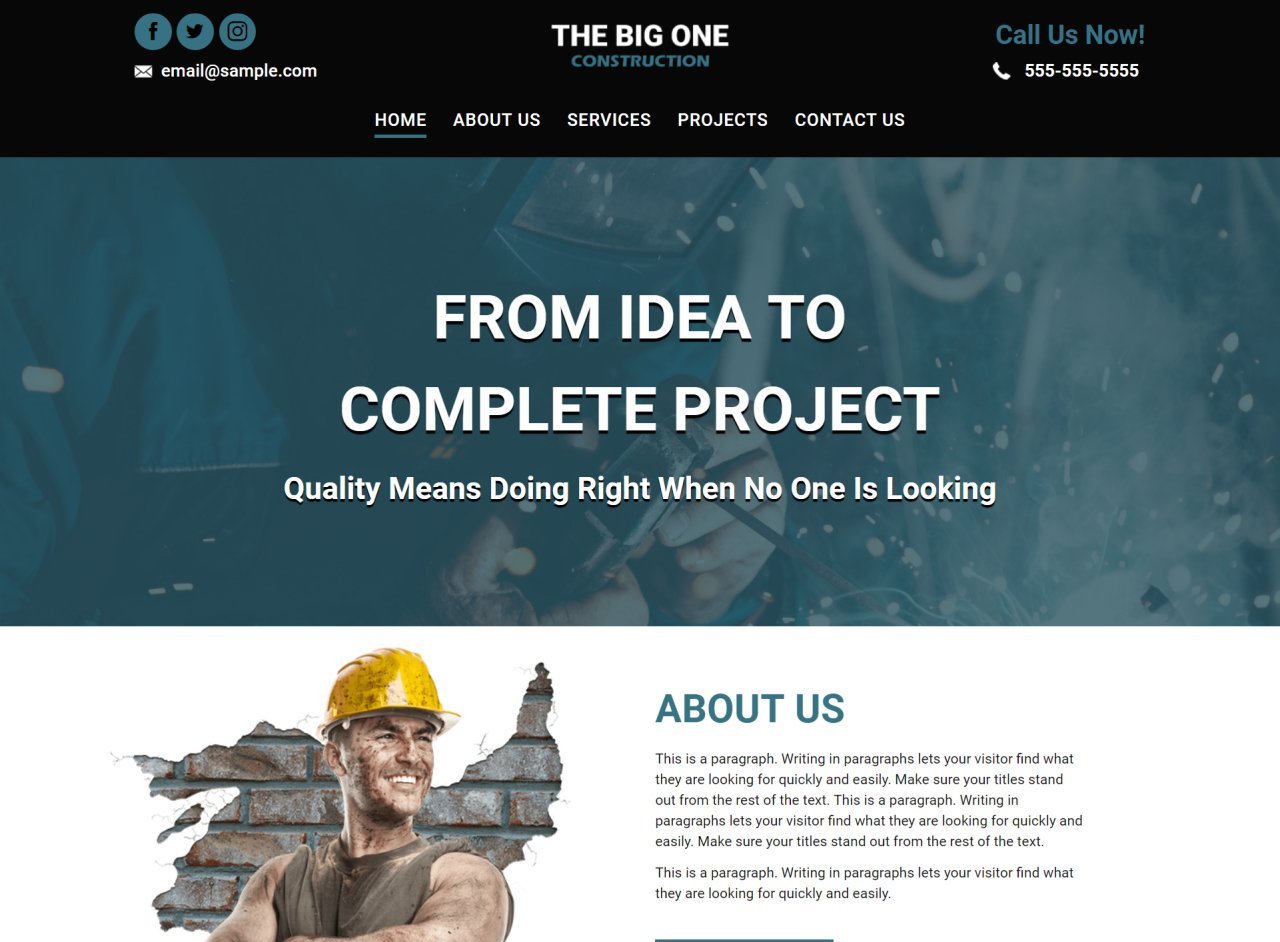 THE BIG ONE
CONSTRUCTION
Call Us Now!
email@sample.com
555-555-5555
HOME ABOUT US SERVICES PROJECTS CONTACT US
FROM IDEA TO
COMPLETE PROJECT
Quality Means Doing Right When No One Is Looking
ABOUT US
This is a paragraph. Writing in paragraphs lets your visitor find what
they are looking for quickly and easily. Make sure your titles stand
out from the rest of the text. This is a paragraph. Writing in
paragraphs lets your visitor find what they are looking for quickly and
easily. Make sure your titles stand out from the rest of the text.
This is a paragraph. Writing in paragraphs lets your visitor find what
they are looking for quickly and easily.